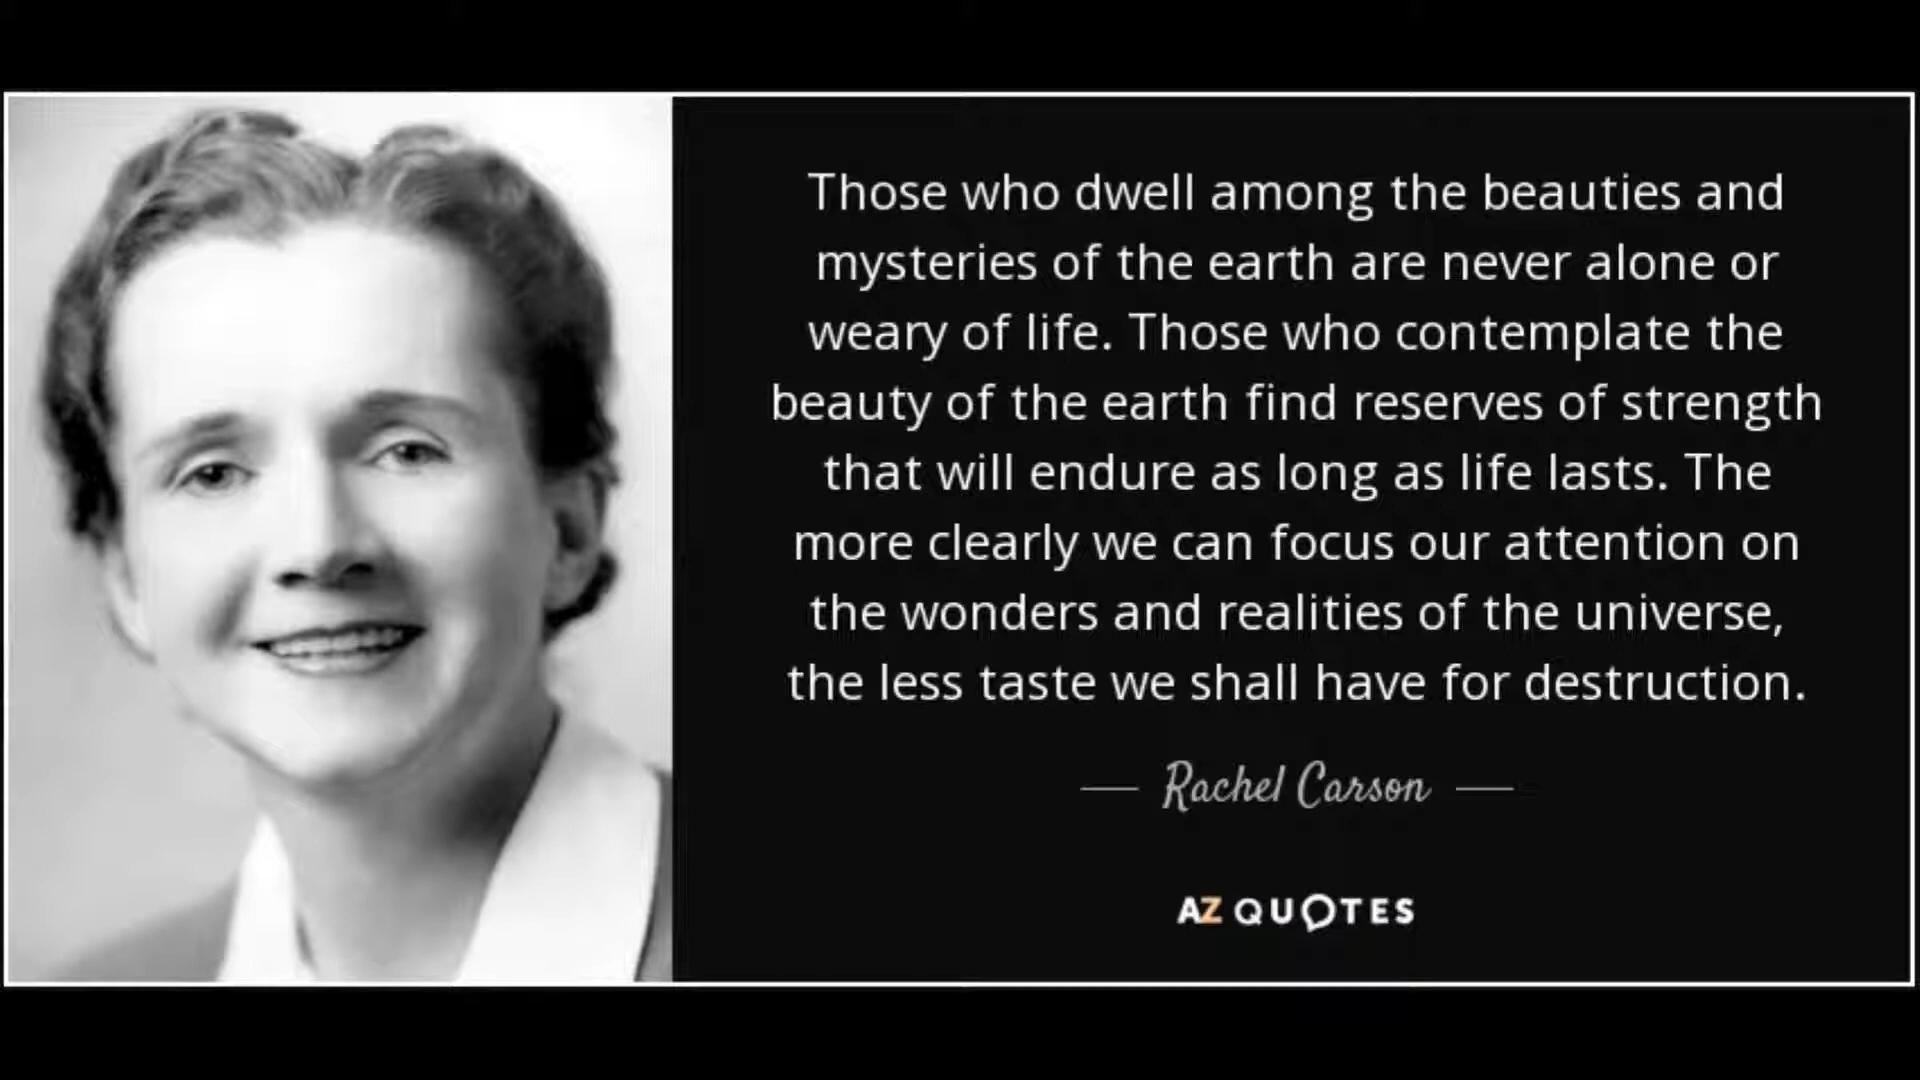 Those who dwell among the beauties and
mysteries of the earth are never alone or
weary of life. Those who contemplate the
beauty of the earth find reserves of strength
that will endure as long as life lasts. The
more clearly we can focus our attention on
the wonders and realities of the universe,
the less taste we shall have for destruction.
Rachel Carson
AZ QUOTES